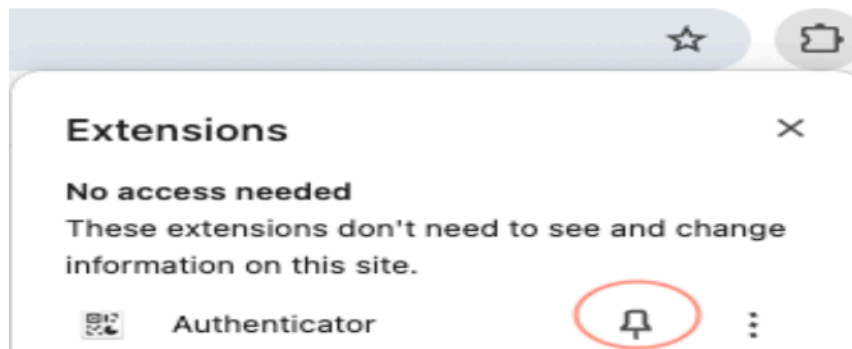 Extensions
No access needed
These extensions don't need to see and change
information on this site.
Authenticator